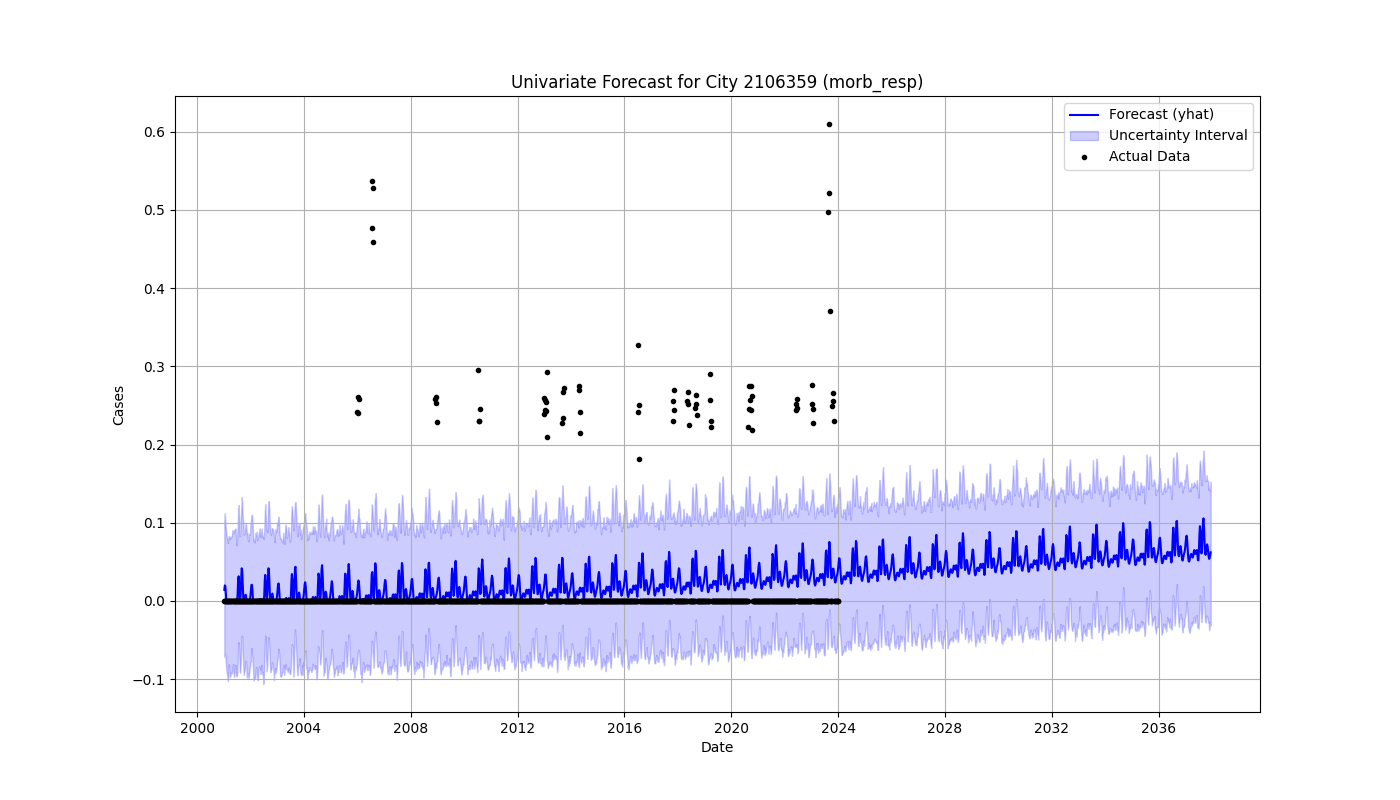 Univariate Forecast for City 2106359 (morb_resp)
Forecast (yhat)
Uncertainty Interval
Actual Data
Cases
0.6
0.5
0.4
0.3
0.2
0.1
0.0
−0.1
2000 2004 2008 2012 2016 2020 2024 2028 2032 2036
Date